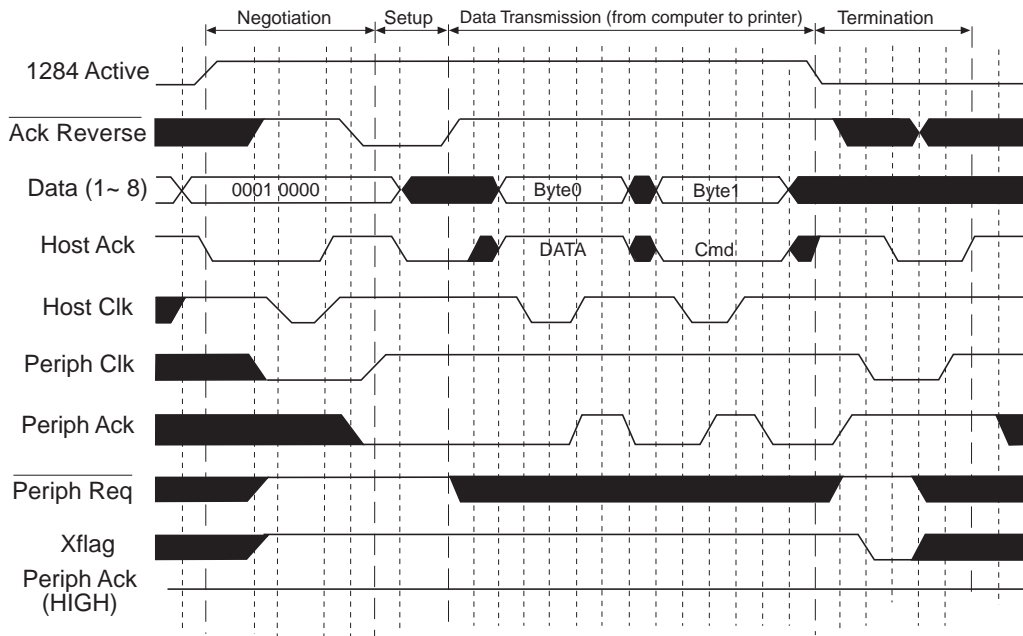 Negotiation Setup Data Transmission (from computer to printer) Termination
1284 Active
Ack Reverse
Data (1~ 8) 0001 0000 Byte0 Byte1
Host Ack DATA Cmd
Host Clk
Periph Clk
Periph Ack
Periph Req
Xflag
Periph Ack
(HIGH)